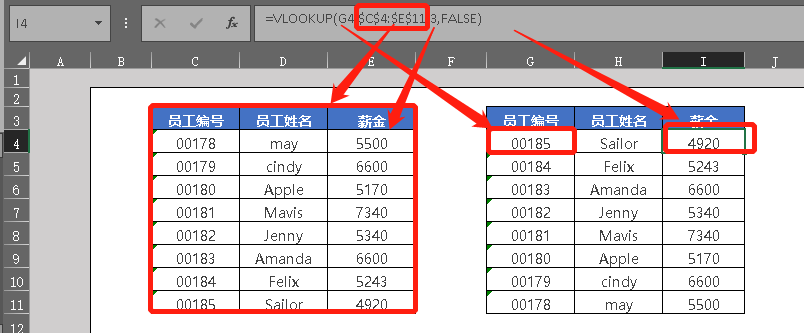 I4
=VLOOKUP(G4,$C$4:$E$11,3,FALSE)
A B C D E F G H I J
1
2
3 员工编号 员工姓名 薪金 员工编号 员工姓名 薪金
4 00178 may 5500 00185 Sailor 4920
5 00179 cindy 6600 00184 Felix 5243
6 00180 Apple 5170 00183 Amanda 6600
7 00181 Mavis 7340 00182 Jenny 5340
8 00182 Jenny 5340 00181 Mavis 7340
9 00183 Amanda 6600 00180 Apple 5170
10 00184 Felix 5243 00179 cindy 6600
11 00185 Sailor 4920 00178 may 5500
12